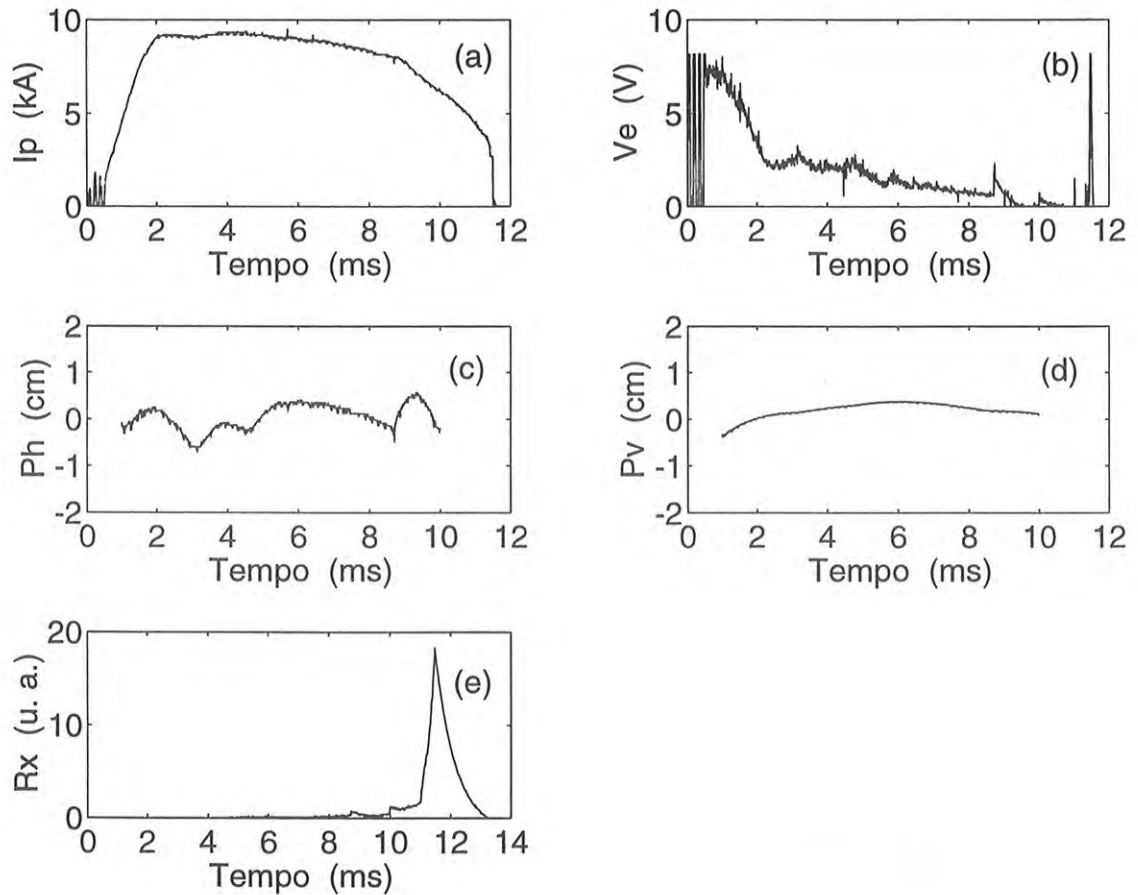 10
(a)
Ip (kA)
5
0
0 2 4 6 8 10 12
Tempo (ms)
10
(b)
Ve (V)
5
0
0 2 4 6 8 10 12
Tempo (ms)
2
(c)
1
Ph (cm)
0
-1
-2
0 2 4 6 8 10 12
Tempo (ms)
2
(d)
1
Pv (cm)
0
-1
-2
0 2 4 6 8 10 12
Tempo (ms)
20
(e)
Rx (u. a.)
10
0
0 2 4 6 8 10 12 14
Tempo (ms)